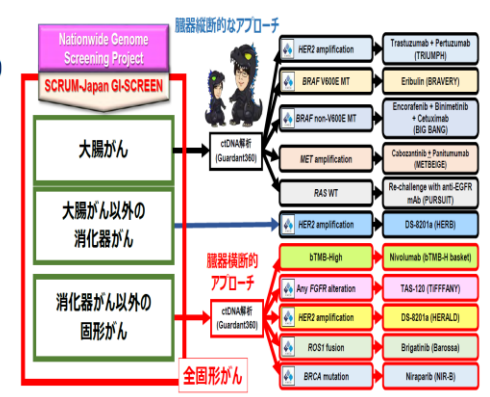 臓器縦断的なアプローチ
Nationwide Genome
Screening Project
SCRUM-Japan GI-SCREEN
大腸がん
大腸がん以外の
消化器がん
消化器がん以外の
固形がん
全固形がん
ctDNA解析
(Guardant360)
HER2 amplification
Trastuzumab + Pertuzumab
(TRIUMPH)
BRAF V600E MT
Eribulin (BRAVERY)
BRAF non-V600E MT
Encorafenib + Binimetinib
+ Cetuximab
(BIG BANG)
MET amplification
Cabozantinib ± Panitumumab
(METBEIGE)
RAS WT
Re-challenge with anti-EGFR
mAb (PURSUIT)
HER2 amplification
DS-8201a (HERB)
臓器横断的
アプローチ
ctDNA解析
(Guardant360)
bTMB-High
Nivolumab (bTMB-H basket)
Any FGFR alteration
TAS-120 (TiFFFANY)
HER2 amplification
DS-8201a (HERALD)
ROS1 fusion
Brigatinib (Barossa)
BRCA mutation
Niraparib (NIR-B)